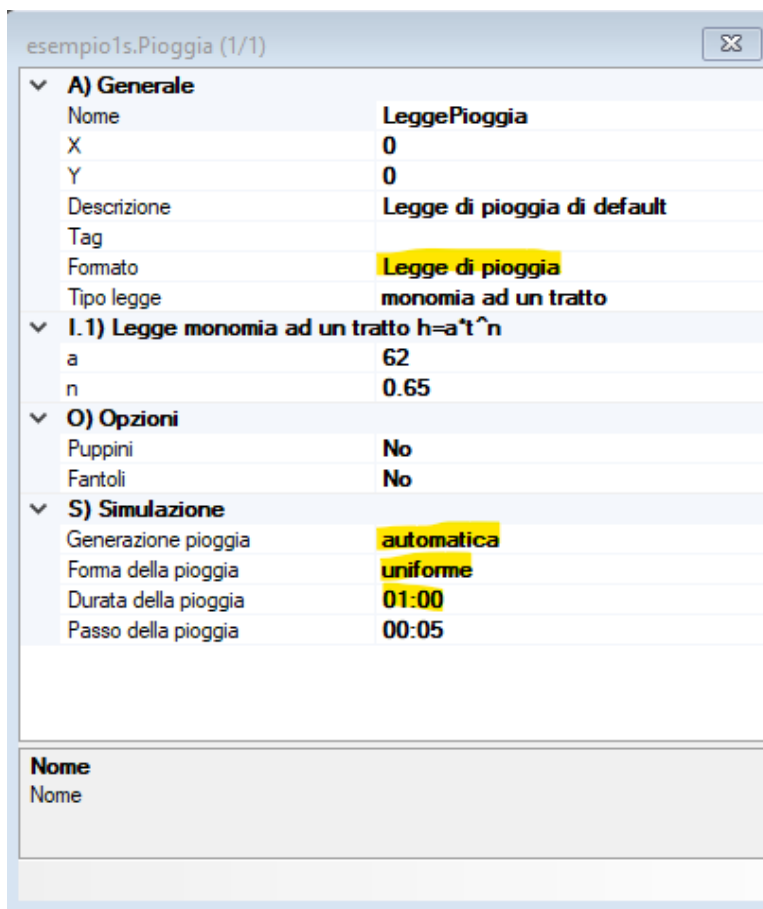 esempio1s.Pioggia (1/1)
A) Generale
Nome LeggePioggia
X 0
Y 0
Descrizione Legge di pioggia di default
Tag
Formato Legge di pioggia
Tipo legge monomia ad un tratto
I.1) Legge monomia ad un tratto h=a*t^n
a 62
n 0.65
O) Opzioni
Puppini No
Fantoli No
S) Simulazione
Generazione pioggia automatica
Forma della pioggia uniforme
Durata della pioggia 01:00
Passo della pioggia 00:05
Nome
Nome